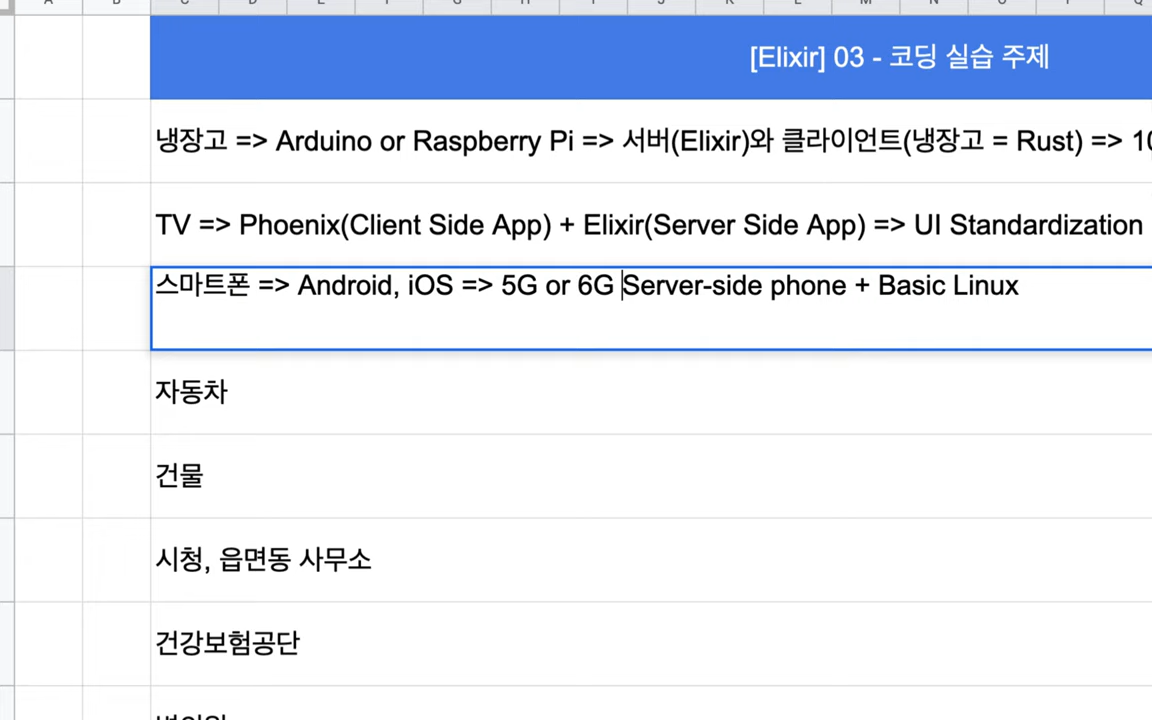 [Elixir] 03 - 코딩 실습 주제
냉장고 => Arduino or Raspberry Pi => 서버(Elixir)와 클라이언트(냉장고 = Rust) =>
TV => Phoenix(Client Side App) + Elixir(Server Side App) => UI Standardization
스마트폰 => Android, iOS => 5G or 6G Server-side phone + Basic Linux
자동차
건물
시청, 읍면동 사무소
건강보험공단